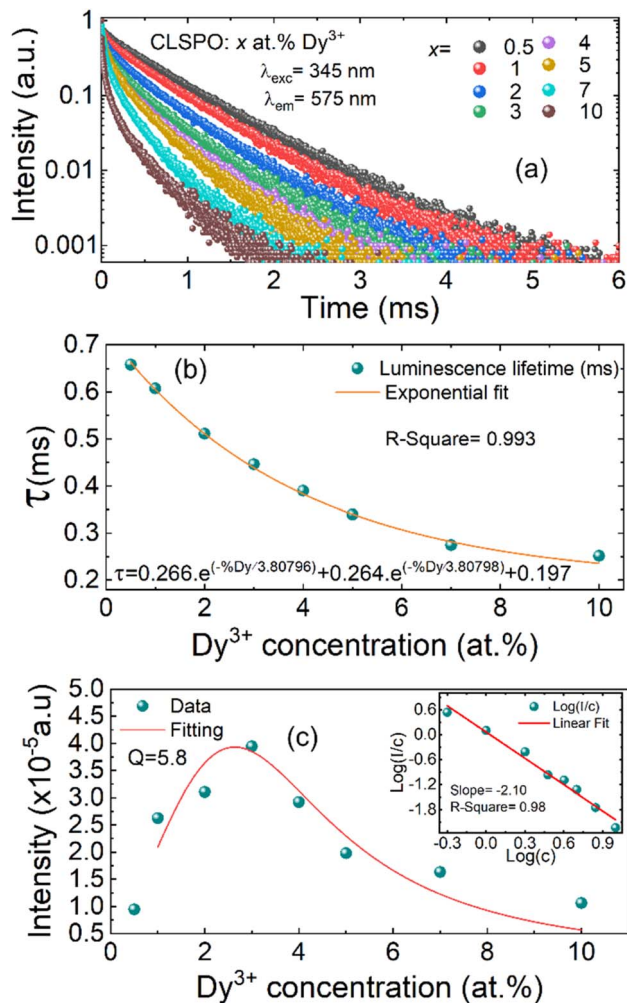 CLSPO: x at.% Dy³⁺
λexc= 345 nm
λem= 575 nm
x=
0.5 4
1 5
2 7
3 10
(a)
Intensity (a.u.)
1
0.1
0.01
0.001
0 1 2 3 4 5 6
Time (ms)
(b)
Luminescence lifetime (ms)
Exponential fit
R-Square= 0.993
τ=0.266.e(-%Dy/3.80796)+0.264.e(-%Dy/3.80798)+0.197
τ(ms)
0.7
0.6
0.5
0.4
0.3
0.2
0 2 4 6 8 10
Dy³⁺ concentration (at.%)
Data
Fitting
Q=5.8
(c)
Intensity (x10⁻⁵a.u)
5.0
4.5
4.0
3.5
3.0
2.5
2.0
1.5
1.0
0.5
0 2 4 6 8 10
Dy³⁺ concentration (at.%)
Log(I/c)
Linear Fit
Slope= -2.10
R-Square= 0.98
Log(I/c)
0.6
0.0
-0.6
-1.2
-1.8
-0.3 0.0 0.3 0.6 0.9
Log(c)